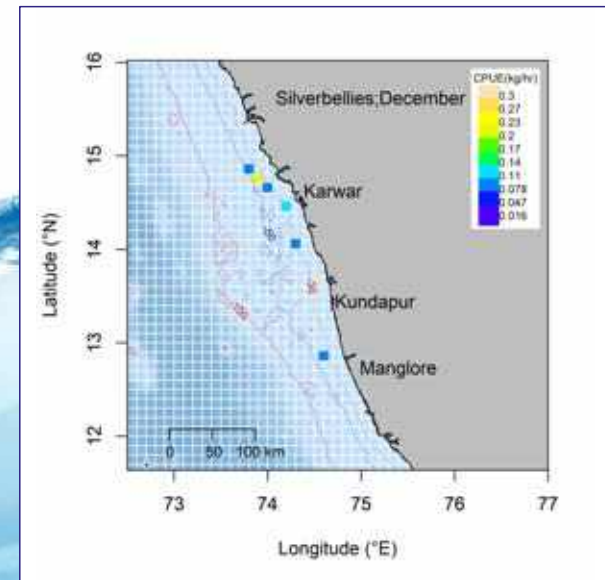 Silverbellies;December
CPUE(kg/hr)
0.3
0.27
0.23
0.2
0.17
0.14
0.11
0.078
0.047
0.016
Karwar
Kundapur
Manglore
16
15
14
13
12
Latitude (°N)
0 50 100 km
73 74 75 76 77
Longitude (°E)